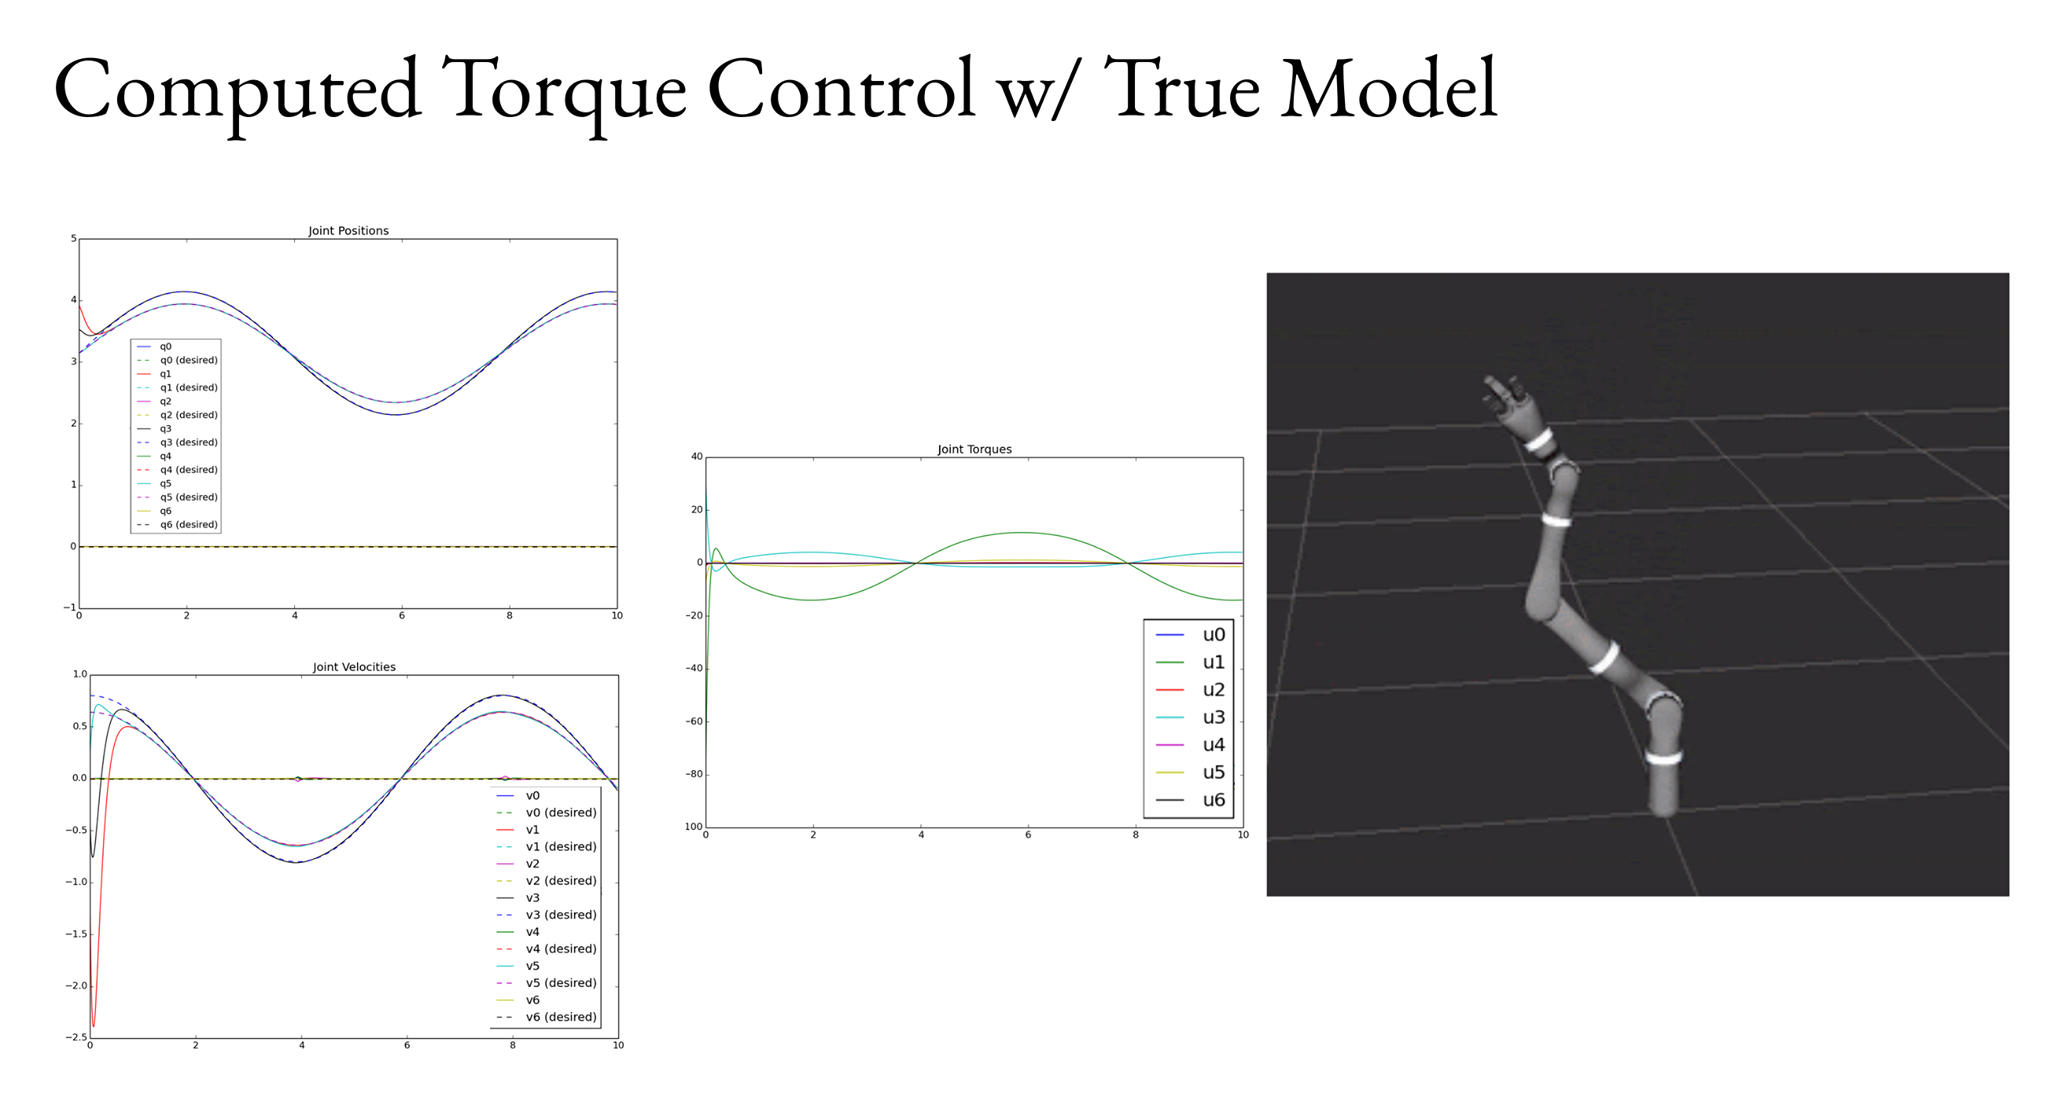 Computed Torque Control w/ True Model
Joint Positions
5
4
3
2
1
0
−1
q0
q0 (desired)
q1
q1 (desired)
q2
q2 (desired)
q3
q3 (desired)
q4
q4 (desired)
q5
q5 (desired)
q6
q6 (desired)
0 2 4 6 8 10
Joint Velocities
1.0
0.5
0.0
−0.5
−1.0
−1.5
−2.0
−2.5
v0
v0 (desired)
v1
v1 (desired)
v2
v2 (desired)
v3
v3 (desired)
v4
v4 (desired)
v5
v5 (desired)
v6
v6 (desired)
0 2 4 6 8 10
Joint Torques
40
20
0
−20
−40
−60
−80
100
u0
u1
u2
u3
u4
u5
u6
0 2 4 6 8 10